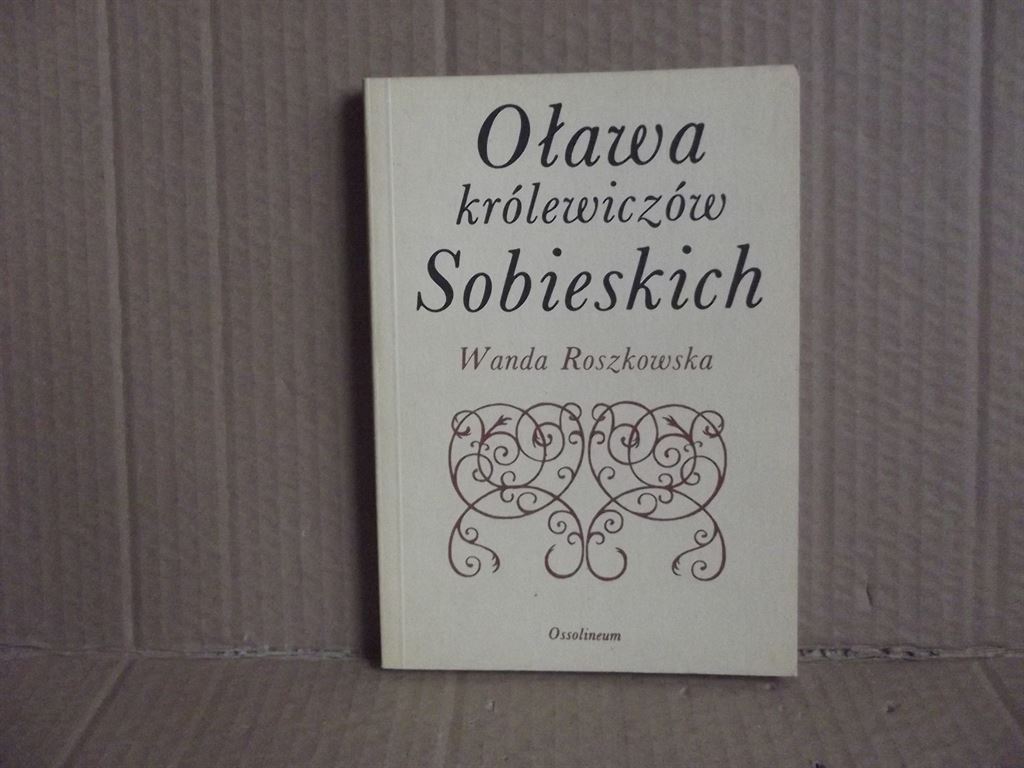 Oława
królewiczów
Sobieskich
Wanda Roszkowska
Ossolineum